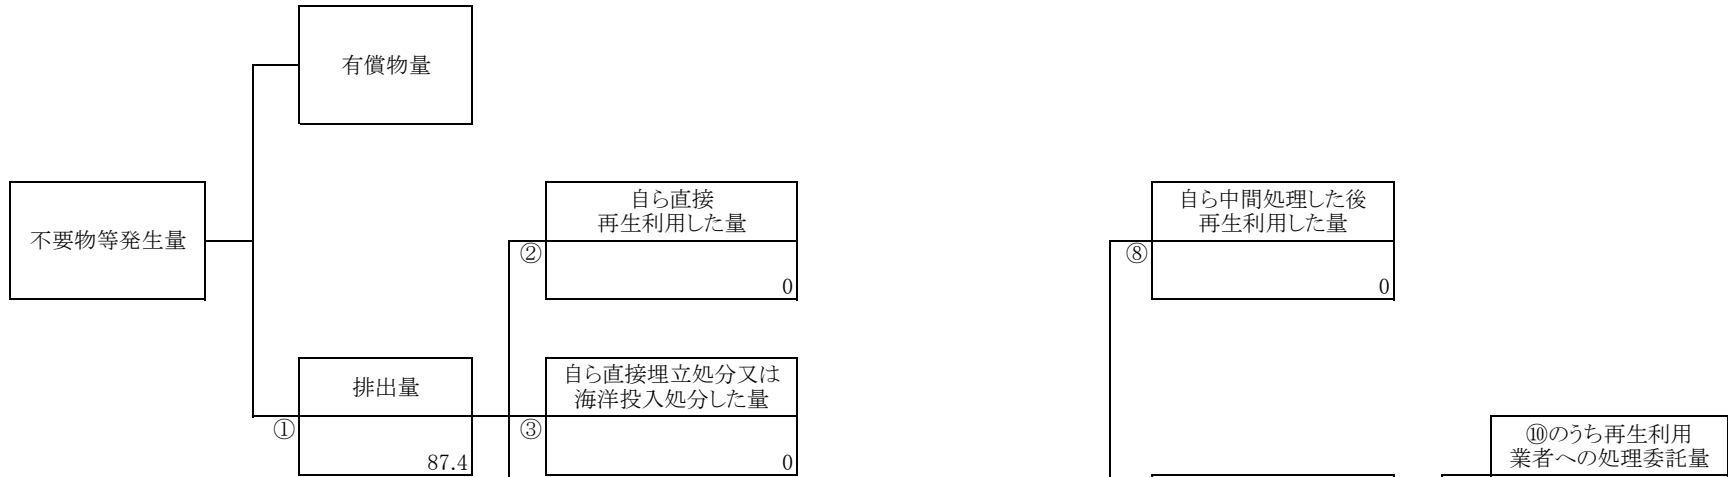 有償物量
不要物等発生量
自ら直接
再生利用した量
②
0
自ら中間処理した後
再生利用した量
⑧
0
排出量
①
87.4
自ら直接埋立処分又は
海洋投入処分した量
③
0
⑩のうち再生利用
業者への処理委託量